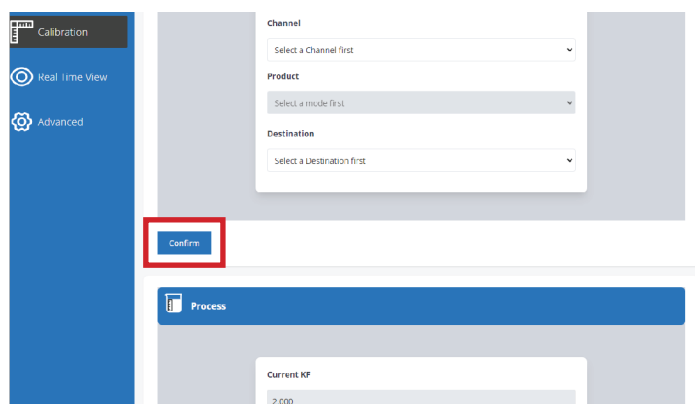 Calibration
Real Time View
Advanced
Channel
Select a Channel first
Product
Select a mode first
Destination
Select a Destination first
Confirm
Process
Current KF
2.000